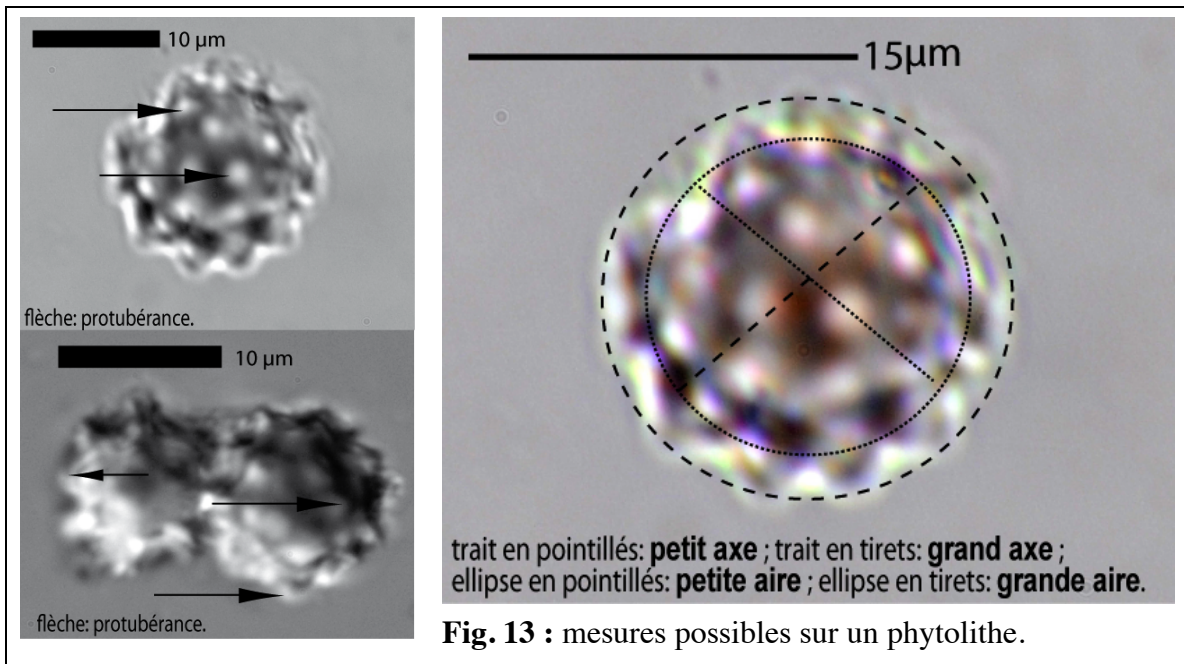 10 µm
flèche: protubérance.
10 µm
flèche: protubérance.
15µm
trait en pointillés: petit axe ; trait en tirets: grand axe ;
ellipse en pointillés: petite aire ; ellipse en tirets: grande aire.
Fig. 13 : mesures possibles sur un phytolithe.